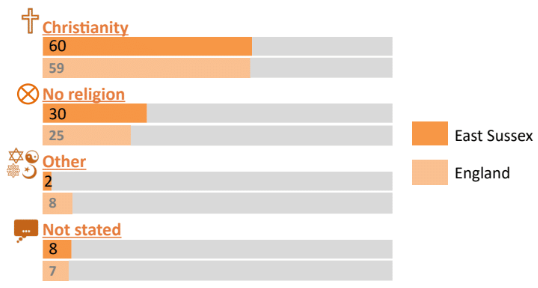 Christianity
60
59
No religion
30
25
Other
2
8
Not stated
8
7
East Sussex
England